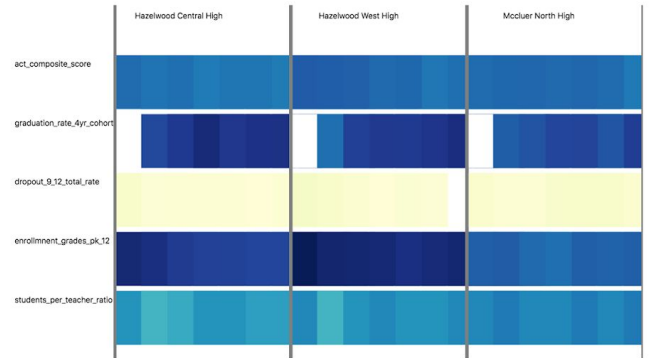 Hazelwood Central High
Hazelwood West High
Mccluer North High
act_composite_score
graduation_rate_4yr_cohort
dropout_9_12_total_rate
enrollmnent_grades_pk_12
students_per_teacher_ratio